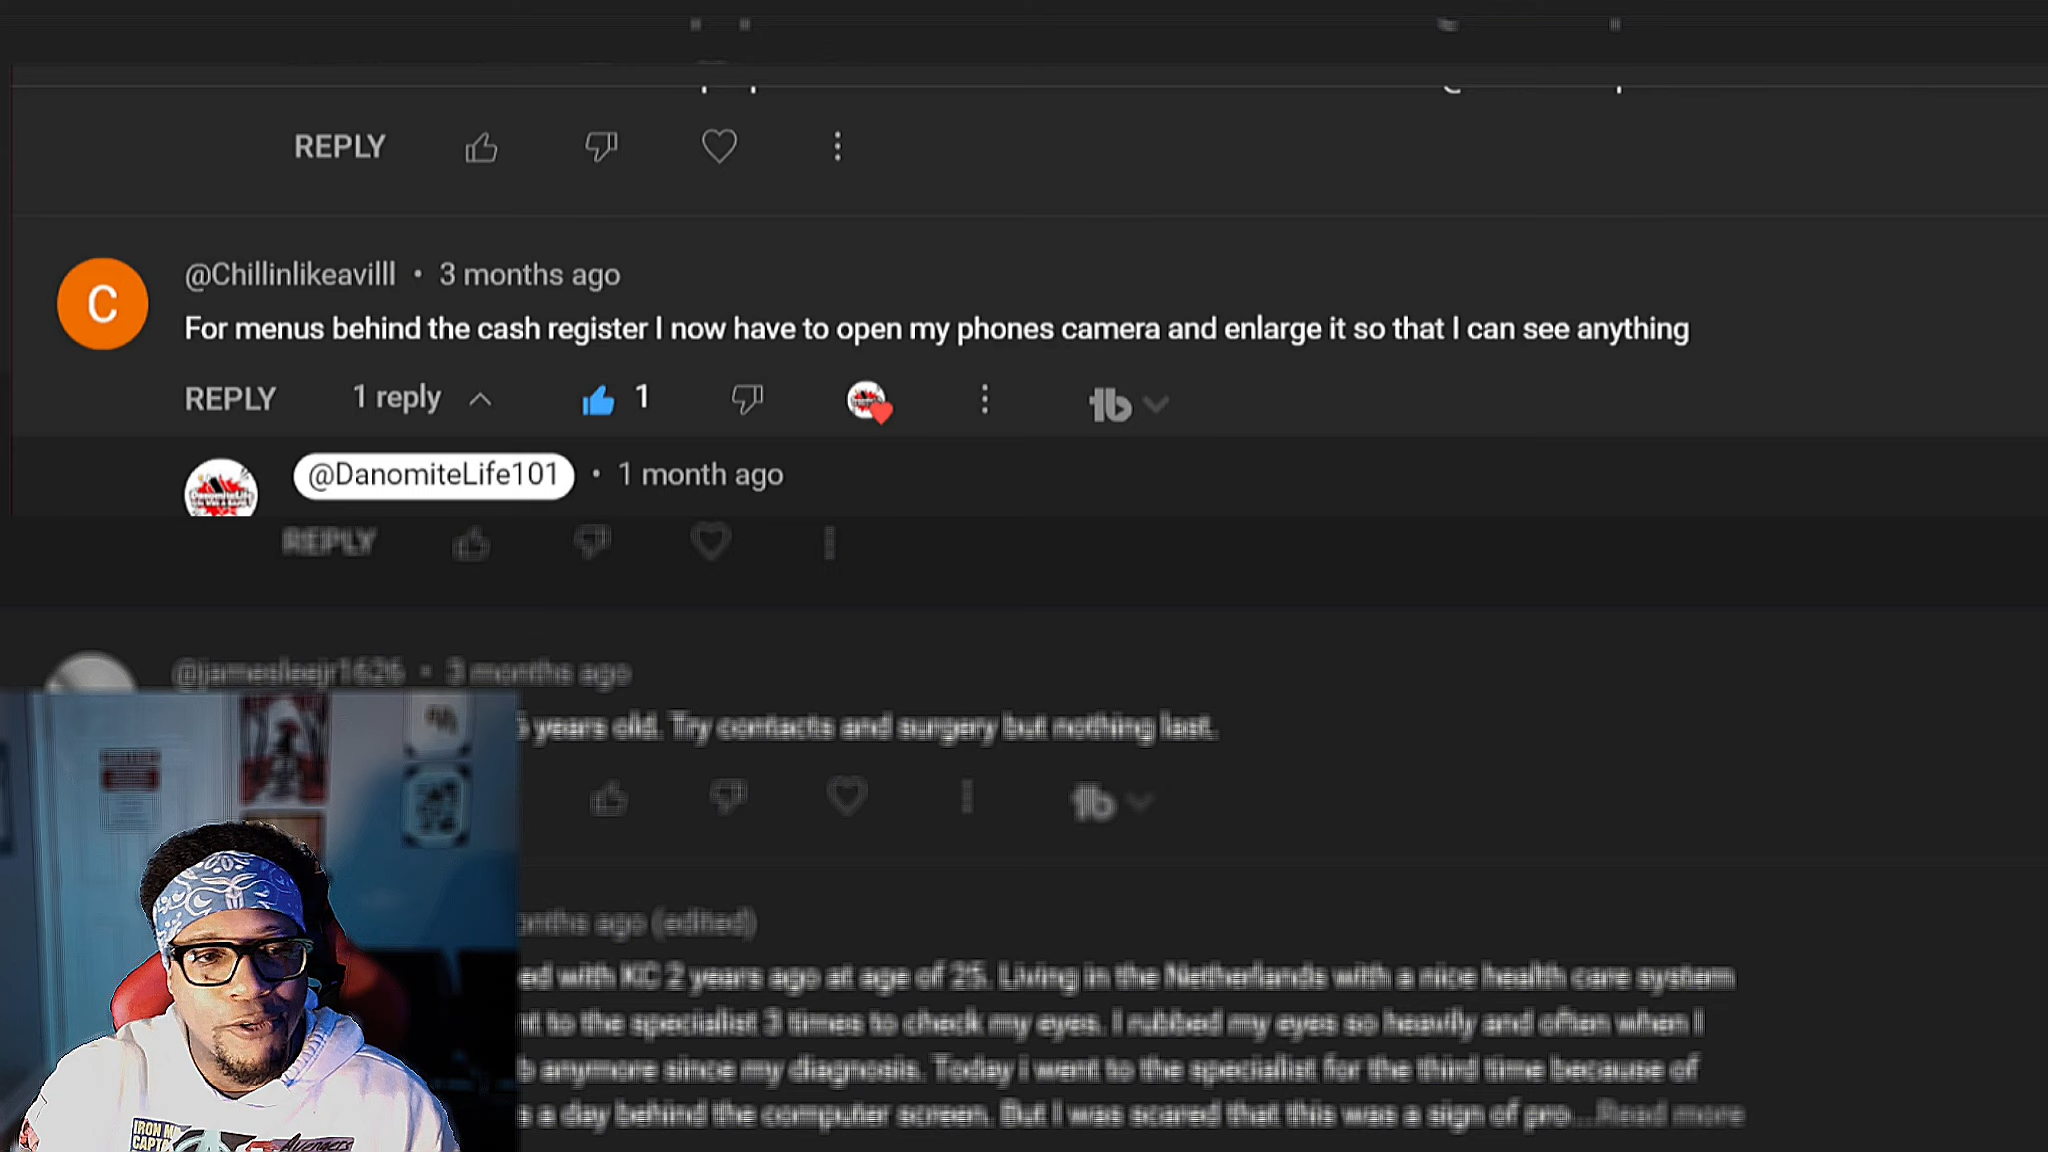 REPLY
@Chillinlikeavilll • 3 months ago
C
For menus behind the cash register I now have to open my phones camera and enlarge it so that I can see anything
REPLY 1 reply 1
@DanomiteLife101 • 1 month ago
REPLY
@jamesleejr1626 • 3 months ago
years old. Try contacts and surgery but nothing last.
ago (edited)
with KC 2 years ago at age of 25. Living in the Netherlands with a nice health care system
to the specialist 3 times to check my eyes. I rubbed my eyes so heavily and often when I
anymore since my diagnosis. Today i went to the specialist for the third time because of
a day behind the computer screen. But I was scared that this was a sign of pro...Read more
IRON
Avengers